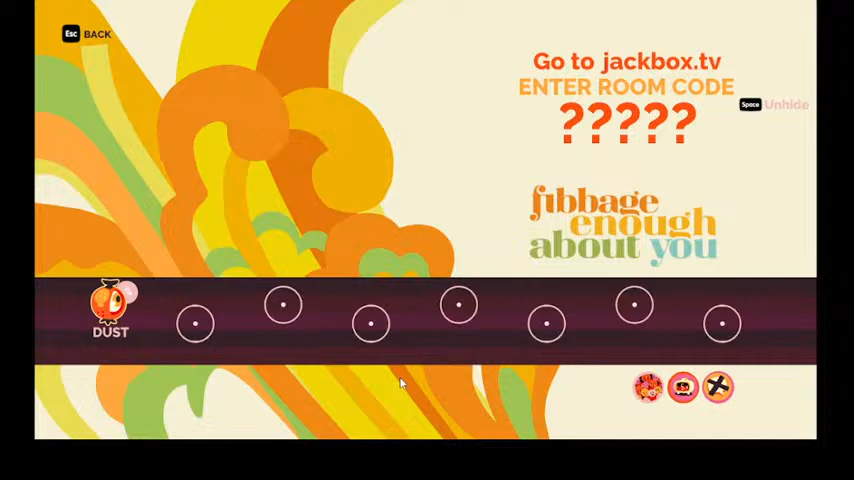 Esc BACK
Go to jackbox.tv
ENTER ROOM CODE
Space Unhide
?????
fibbage
enough
about you
DUST